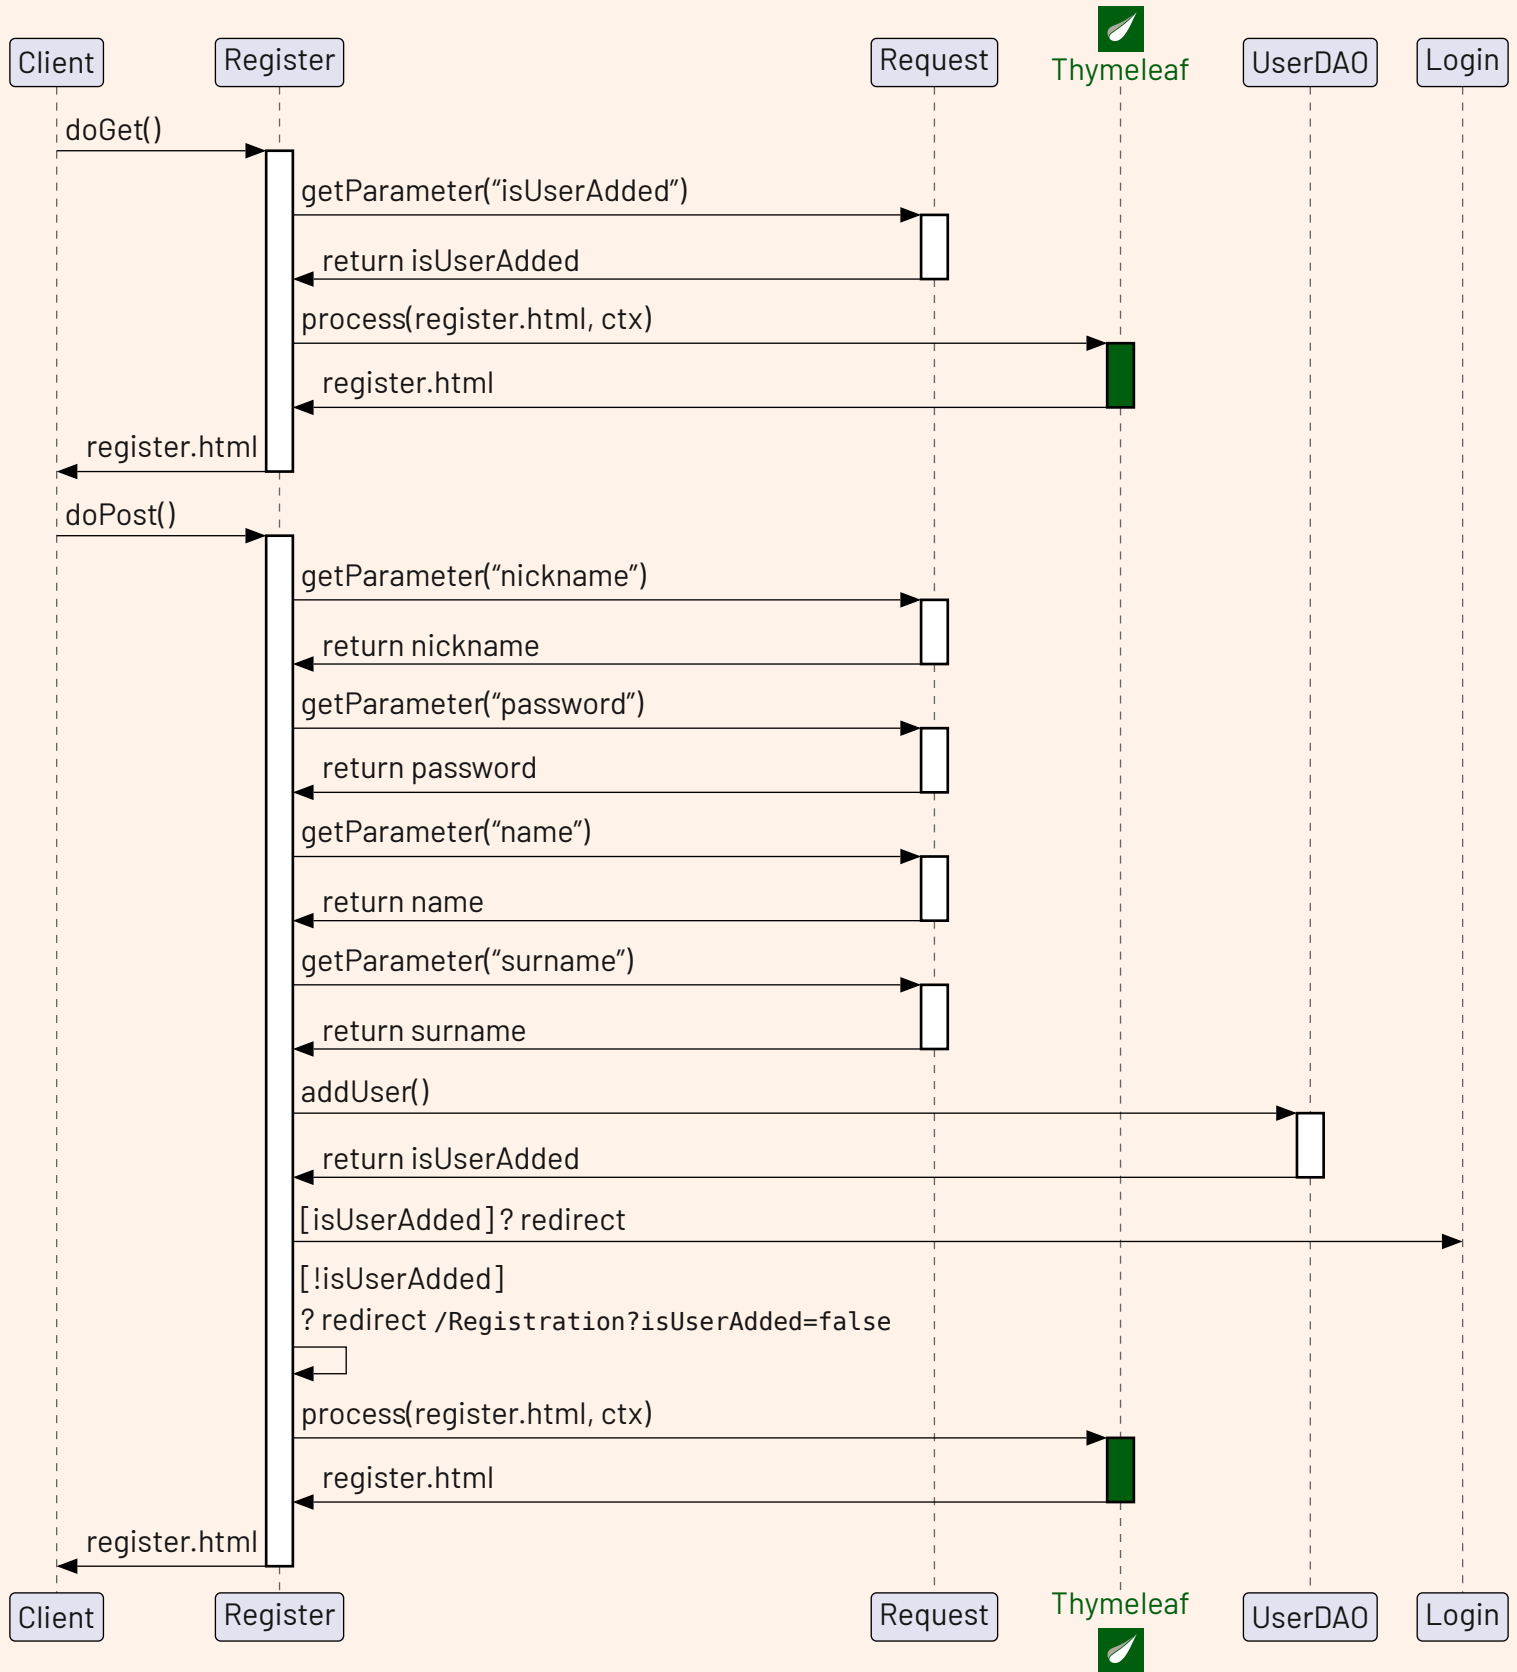 Client
Register
Request
Thymeleaf
UserDAO
Login
doGet()
getParameter(“isUserAdded”)
return isUserAdded
process(register.html, ctx)
register.html
register.html
doPost()
getParameter(“nickname”)
return nickname
getParameter(“password”)
return password
getParameter(“name”)
return name
getParameter(“surname”)
return surname
addUser()
return isUserAdded
[isUserAdded] ? redirect
[!isUserAdded]
? redirect /Registration?isUserAdded=false
process(register.html, ctx)
register.html
register.html
Client
Register
Request
Thymeleaf
UserDAO
Login